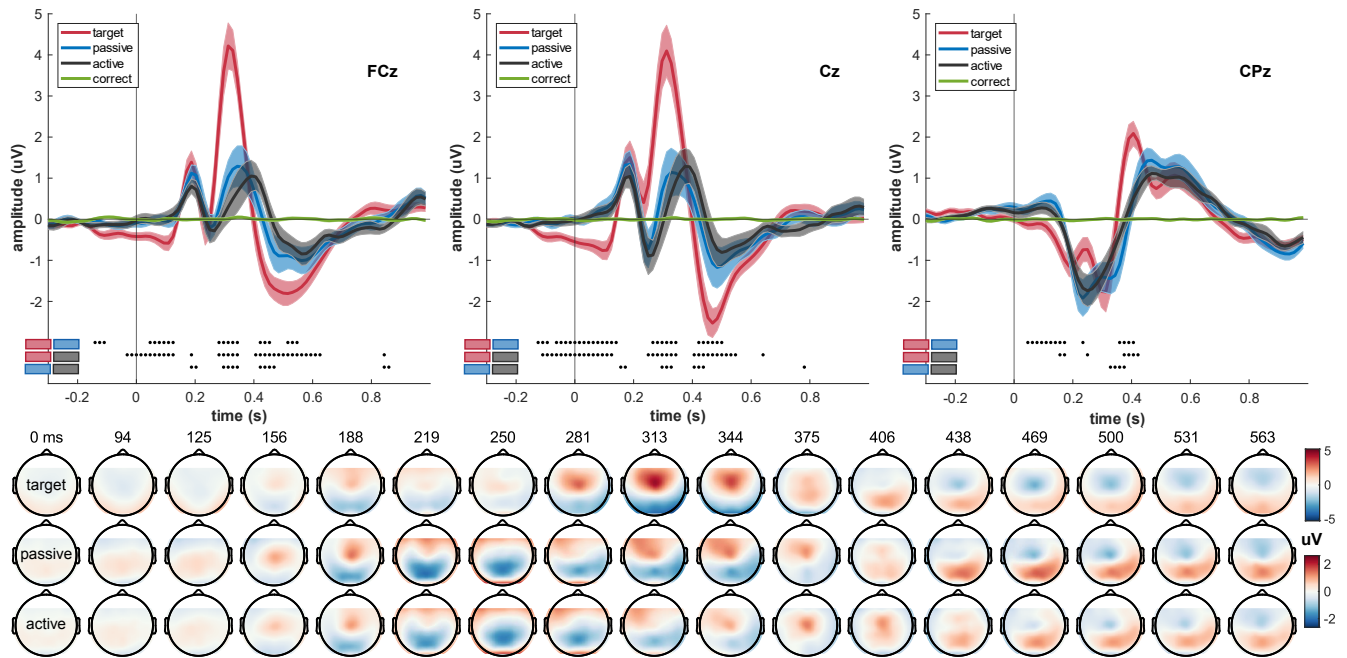 5
4
3
2
1
0
-1
-2
amplitude (uV)
target
passive
active
correct
FCz
-0.2 0 0.2 0.4 0.6 0.8
time (s)
5
4
3
2
1
0
-1
-2
amplitude (uV)
target
passive
active
correct
Cz
-0.2 0 0.2 0.4 0.6 0.8
time (s)
5
4
3
2
1
0
-1
-2
amplitude (uV)
target
passive
active
correct
CPz
-0.2 0 0.2 0.4 0.6 0.8
time (s)
0 ms 94 125 156 188 219 250 281 313 344 375 406 438 469 500 531 563
target
passive
active
5
0
-5
uV
2
0
-2